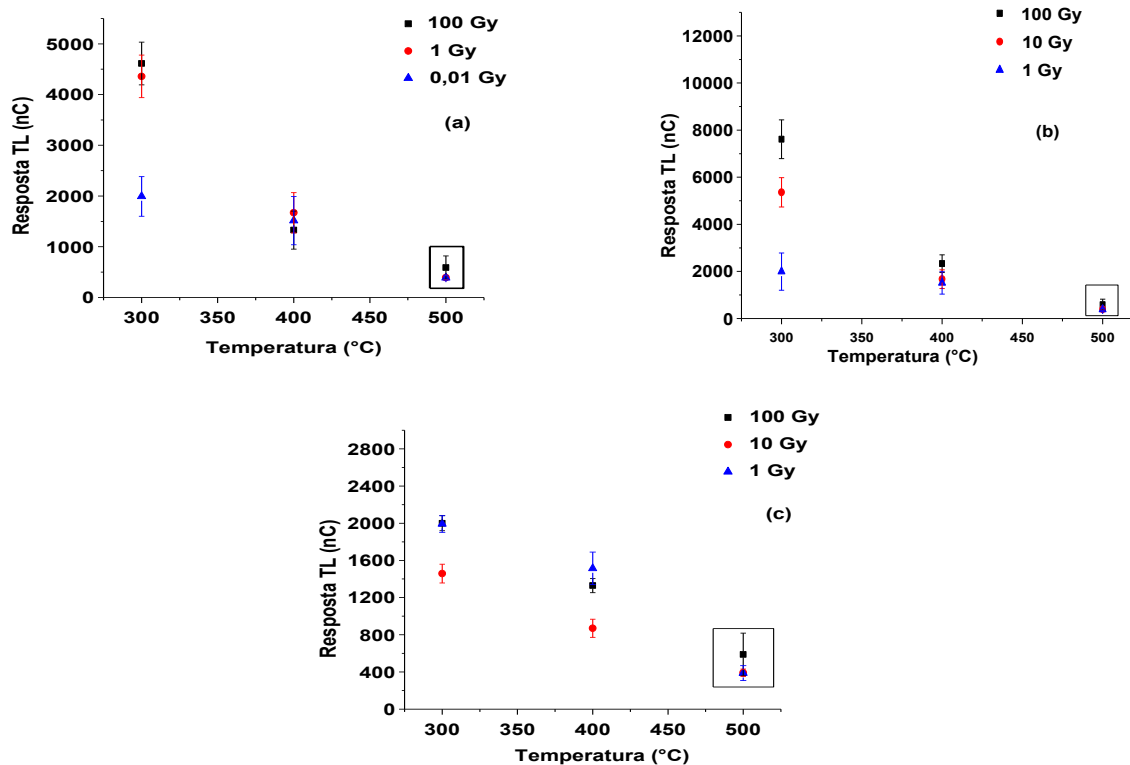 100 Gy
1 Gy
0,01 Gy
(a)
Resposta TL (nC)
5000
4000
3000
2000
1000
0
300
350
400
450
500
Temperatura (°C)
100 Gy
10 Gy
1 Gy
(b)
Resposta TL (nC)
12000
10000
8000
6000
4000
2000
0
300
350
400
450
500
Temperatura (°C)
100 Gy
10 Gy
1 Gy
(c)
Resposta TL (nC)
2800
2400
2000
1600
1200
800
400
0
300
350
400
450
500
Temperatura (°C)